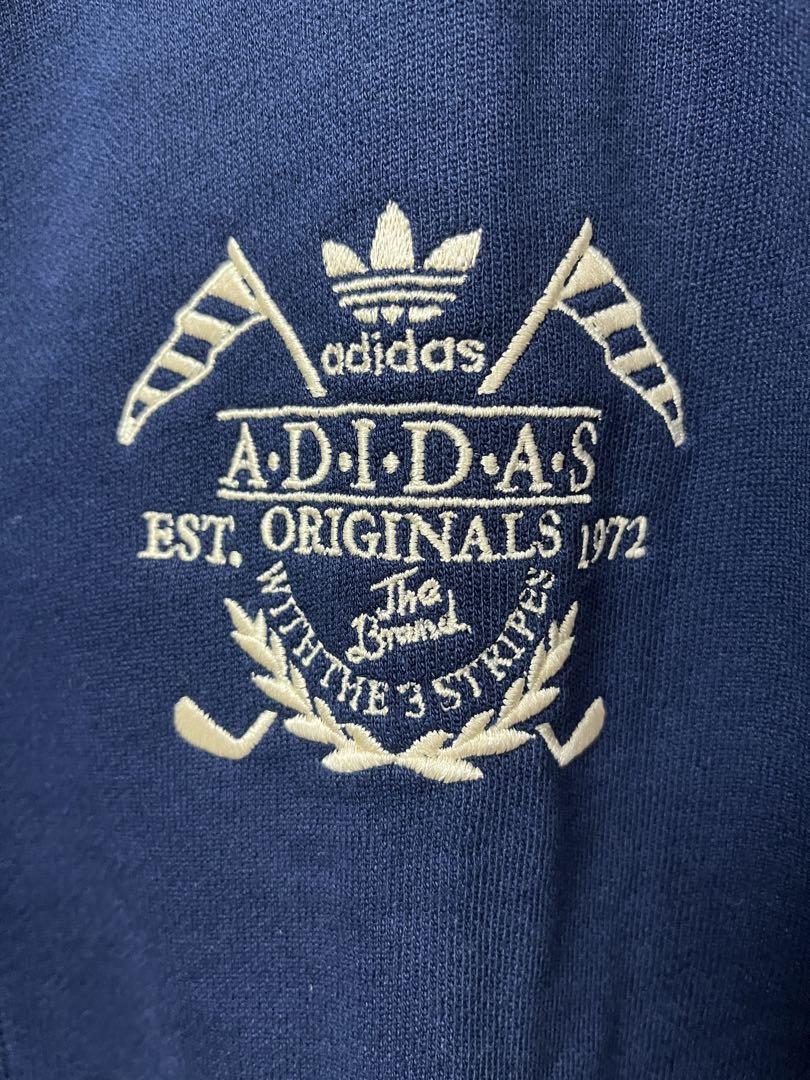 adidas
A·D·I·D·A·S
EST. ORIGINALS 1972
The
Brand
WITH THE 3 STRIPES